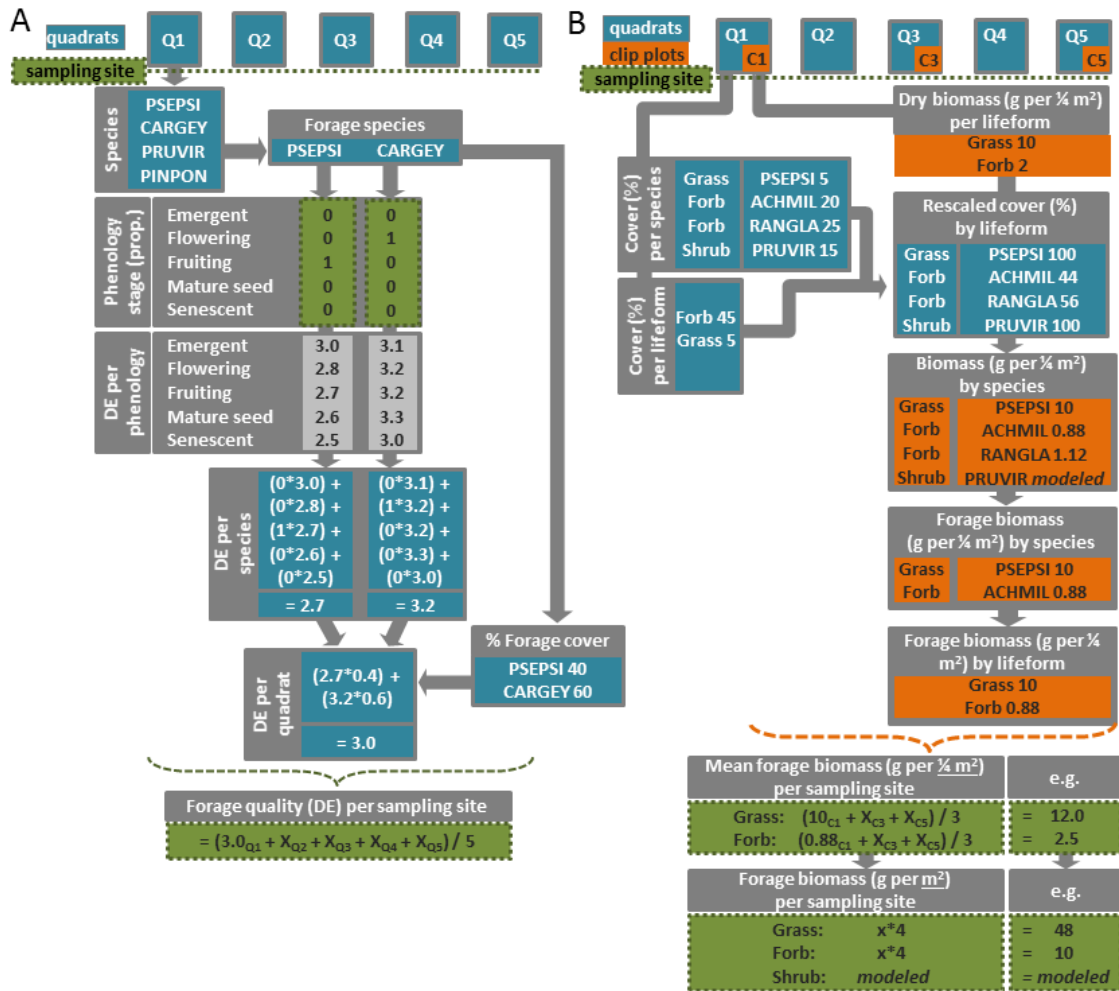 A
quadrats
Q1
Q2
Q3
Q4
Q5
sampling site
Species
PSEPSI
CARGEY
PRUVIR
PINPON
Forage species
PSEPSI CARGEY
Phenology
stage (prop.)
Emergent 0 0
Flowering 0 1
Fruiting 1 0
Mature seed 0 0
Senescent 0 0
DE per
phenology
Emergent 3.0 3.1
Flowering 2.8 3.2
Fruiting 2.7 3.2
Mature seed 2.6 3.3
Senescent 2.5 3.0
DE per
species
(0*3.0) + (0*3.1) +
(0*2.8) + (1*3.2) +
(1*2.7) + (0*3.2) +
(0*2.6) + (0*3.3) +
(0*2.5) (0*3.0)
= 2.7 = 3.2
% Forage cover
PSEPSI 40
CARGEY 60
DE per
quadrat
(2.7*0.4) +
(3.2*0.6)
= 3.0
Forage quality (DE) per sampling site
= (3.0Q1 + XQ2 + XQ3 + XQ4 + XQ5) / 5
B
quadrats
clip plots
sampling site
Q1
C1
Q2
Q3
C3
Q4
Q5
C5
Dry biomass (g per ¼ m²)
per lifeform
Grass 10
Forb 2
Cover (%)
per species
Grass PSEPSI 5
Forb ACHMIL 20
Forb RANGLA 25
Shrub PRUVIR 15
Cover (%)
per lifeform
Forb 45
Grass 5
Rescaled cover (%)
by lifeform
Grass PSEPSI 100
Forb ACHMIL 44
Forb RANGLA 56
Shrub PRUVIR 100
Biomass (g per ¼ m²)
by species
Grass PSEPSI 10
Forb ACHMIL 0.88
Forb RANGLA 1.12
Shrub PRUVIR modeled
Forage biomass
(g per ¼ m²) by species
Grass PSEPSI 10
Forb ACHMIL 0.88
Forage biomass (g per ¼
m²) by lifeform
Grass 10
Forb 0.88
Mean forage biomass (g per ¼ m²)
per sampling site
e.g.
Grass: (10C1 + XC3 + XC5) / 3 = 12.0
Forb: (0.88C1 + XC3 + XC5) / 3 = 2.5
Forage biomass (g per m²)
per sampling site
e.g.
Grass: x*4 = 48
Forb: x*4 = 10
Shrub: modeled = modeled